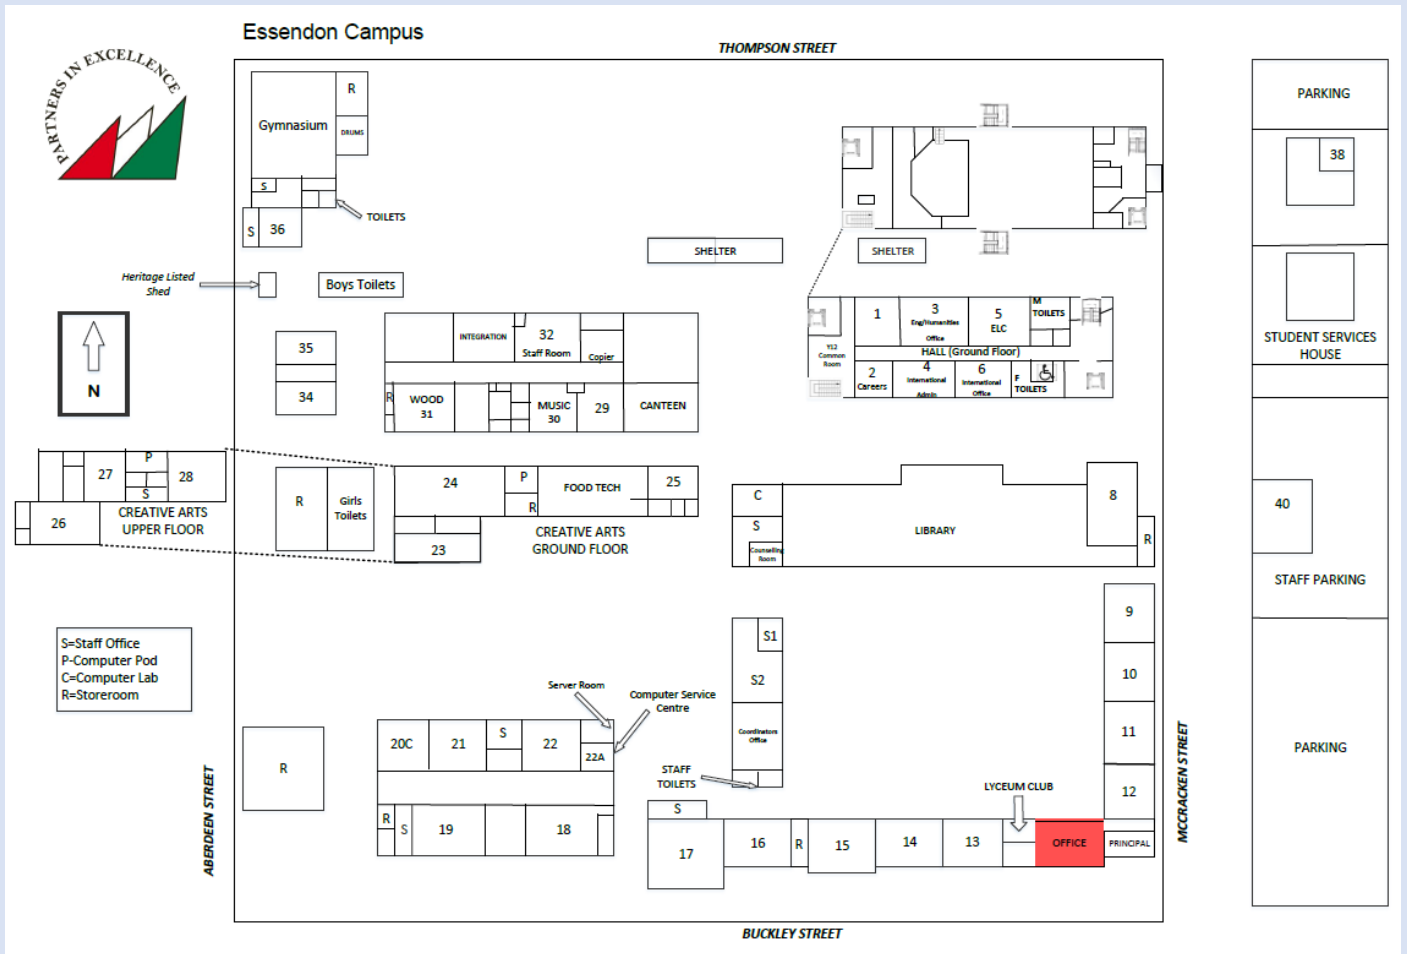 Essendon Campus
THOMPSON STREET
PARTNERS IN EXCELLENCE
Gymnasium
R
DRUMS
S
TOILETS
S
36
Heritage Listed
Shed
Boys Toilets
SHELTER
SHELTER
PARKING
38
STUDENT SERVICES
HOUSE
N
35
34
INTEGRATION
32
Staff Room
Copier
R
WOOD
31
MUSIC
30
29
CANTEEN
Y12
Common
Room
1
3
Eng/Humanities
Office
5
ELC
M
TOILETS
HALL (Ground Floor)
2
Careers
4
International
Admin
6
International
Office
F
TOILETS
27
P
S
28
26
CREATIVE ARTS
UPPER FLOOR
R
Girls
Toilets
24
P
R
FOOD TECH
25
23
CREATIVE ARTS
GROUND FLOOR
C
S
Counselling
Room
LIBRARY
8
R
40
STAFF PARKING
S=Staff Office
P-Computer Pod
C=Computer Lab
R=Storeroom
S1
S2
Coordinators
Office
STAFF
TOILETS
Server Room
Computer Service
Centre
20C
21
S
22
22A
R
S
19
18
R
ABERDEEN STREET
9
10
11
12
MCCRACKEN STREET
PARKING
LYCEUM CLUB
S
17
16
R
15
14
13
OFFICE
PRINCIPAL
BUCKLEY STREET